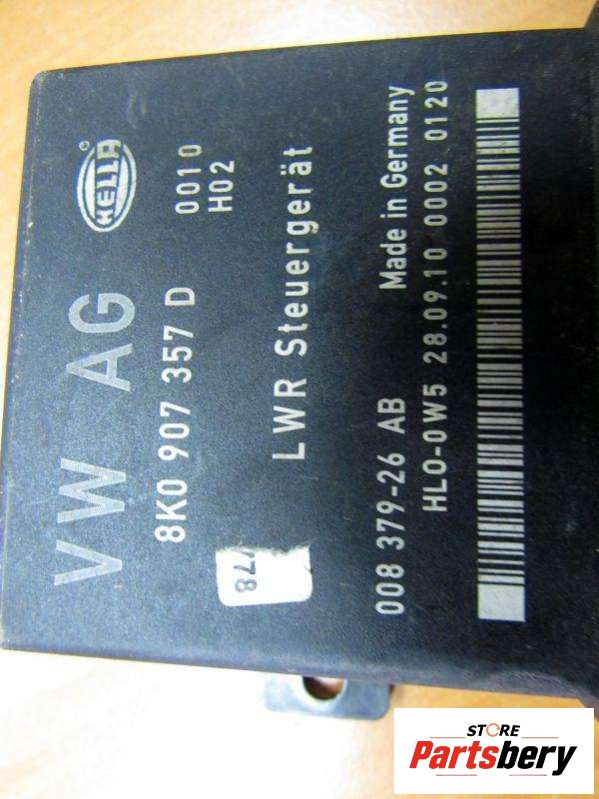 VW AG
HELLA
©
8K0 907 357 D
0010
H02
LWR Steuergerät
778
008 379-26 AB
Made in Germany
HLO-0W5 28.09.10 0002 0120
STORE
Partsbery